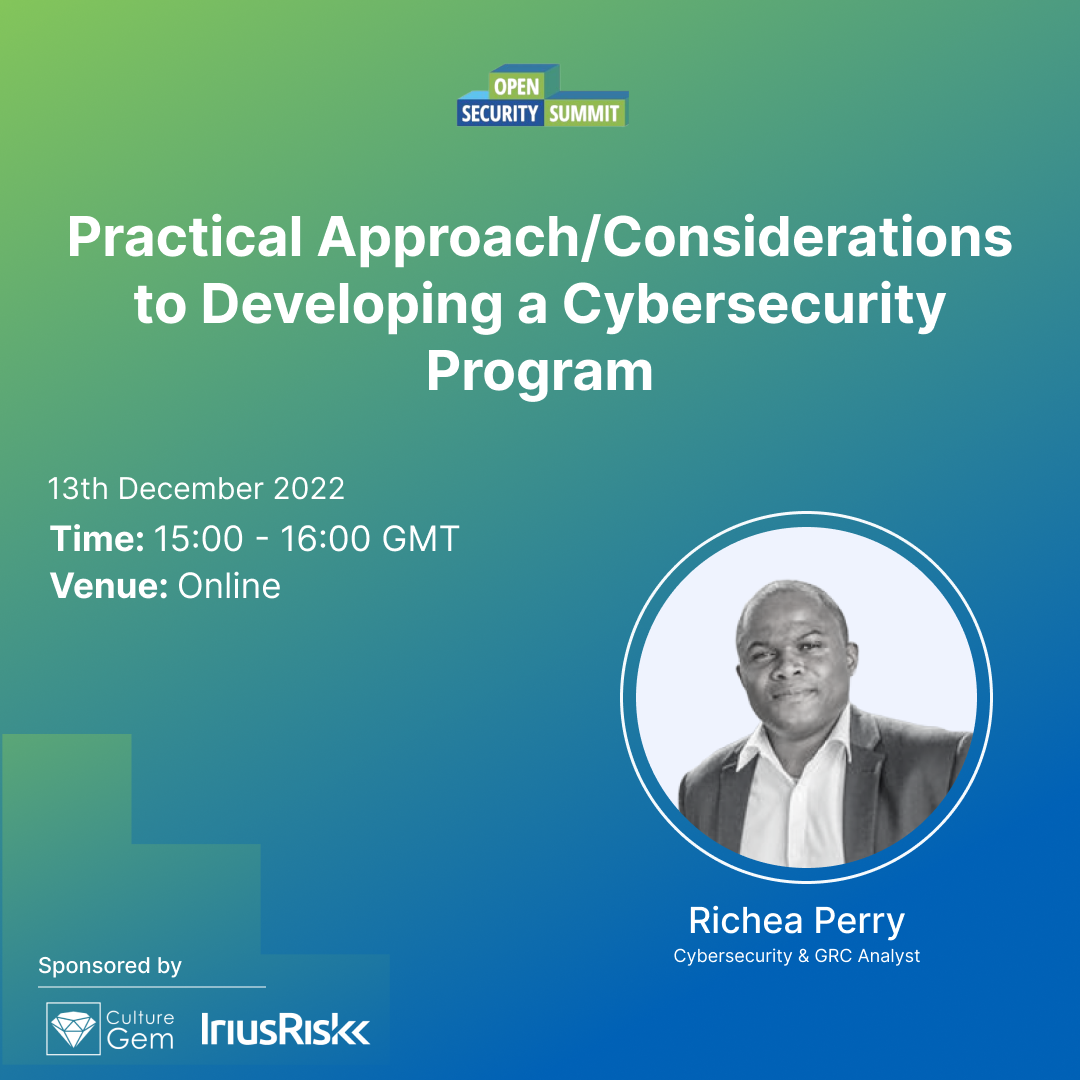 OPEN
SECURITY SUMMIT
Practical Approach/Considerations
to Developing a Cybersecurity
Program
13th December 2022
Time: 15:00 - 16:00 GMT
Venue: Online
Richea Perry
Cybersecurity & GRC Analyst
Sponsored by
Culture
Gem
IriusRisk